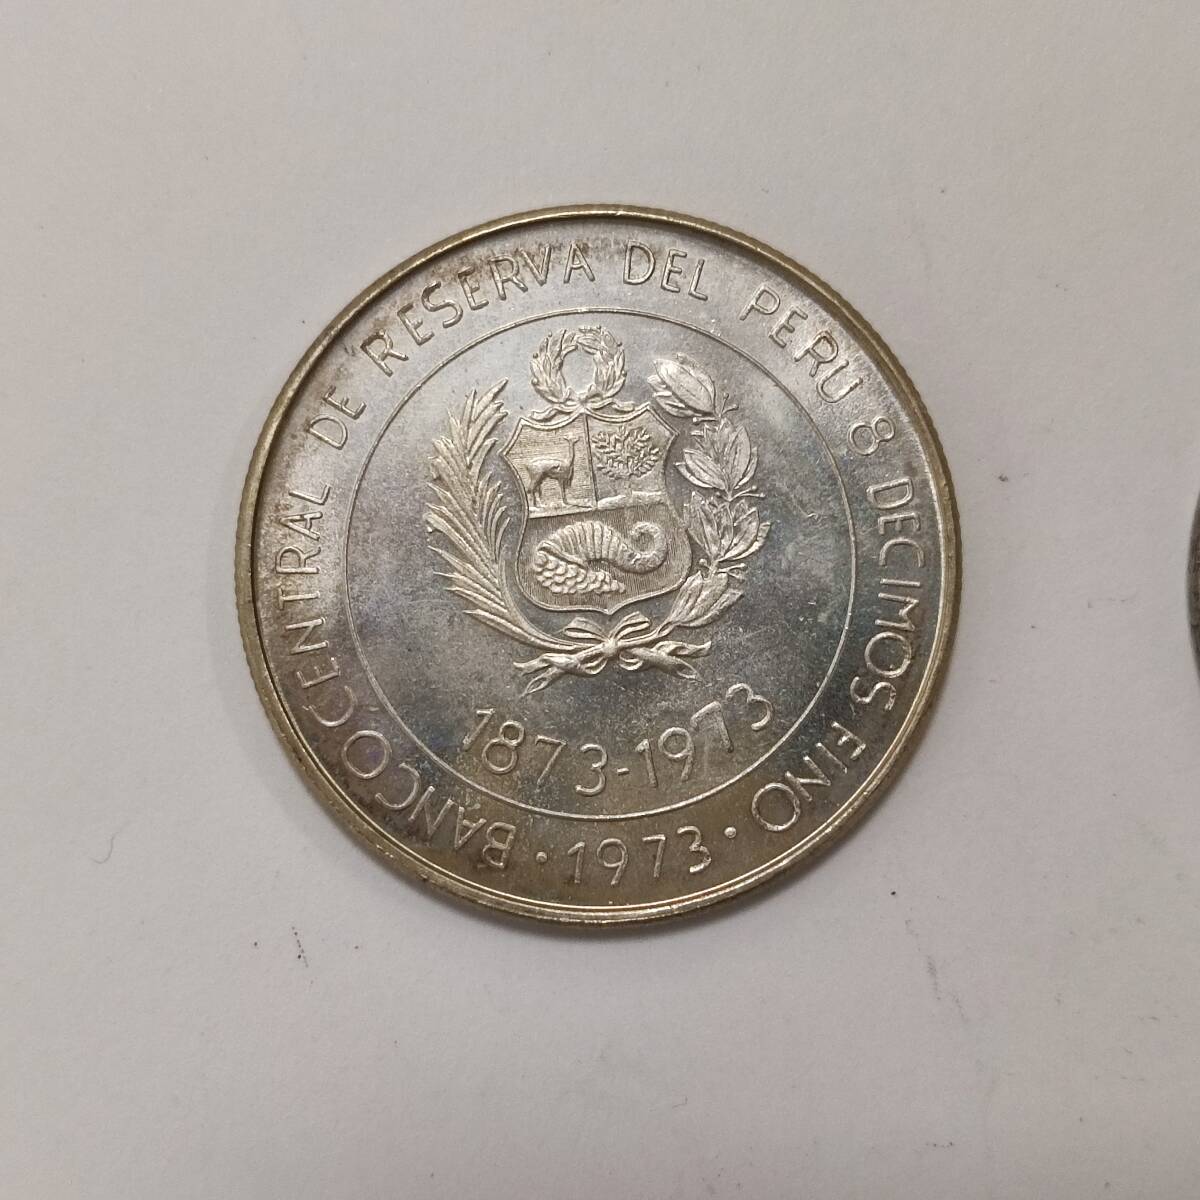 BANCO CENTRAL DE RESERVA DEL PERU 8 DECIMOS FINO
1873-1973
· 1973 ·